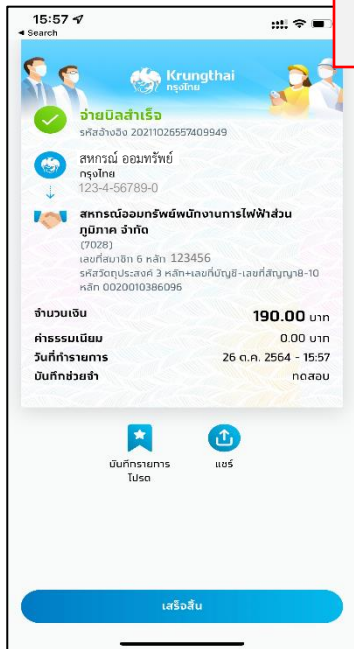 15:57
Search
Krungthai
กรุงไทย
จ่ายบิลสำเร็จ
รหัสอ้างอิง 20211026557409949
สหกรณ์ ออมทรัพย์
กรุงไทย
123-4-56789-0
สหกรณ์ออมทรัพย์พนักงานการไฟฟ้าส่วน
ภูมิภาค จำกัด
(7028)
เลขที่สมาชิก 6 หลัก 123456
รหัสวัตถุประสงค์ 3 หลัก+เลขที่บัญชี-เลขที่สัญญา8-10
หลัก 0020010386096
จำนวนเงิน 190.00 บาท
ค่าธรรมเนียม 0.00 บาท
วันที่ทำรายการ 26 ต.ค. 2564 - 15:57
บันทึกช่วยจำ ทดสอบ
บันทึกรายการ แชร์
โปรด
เสร็จสิ้น